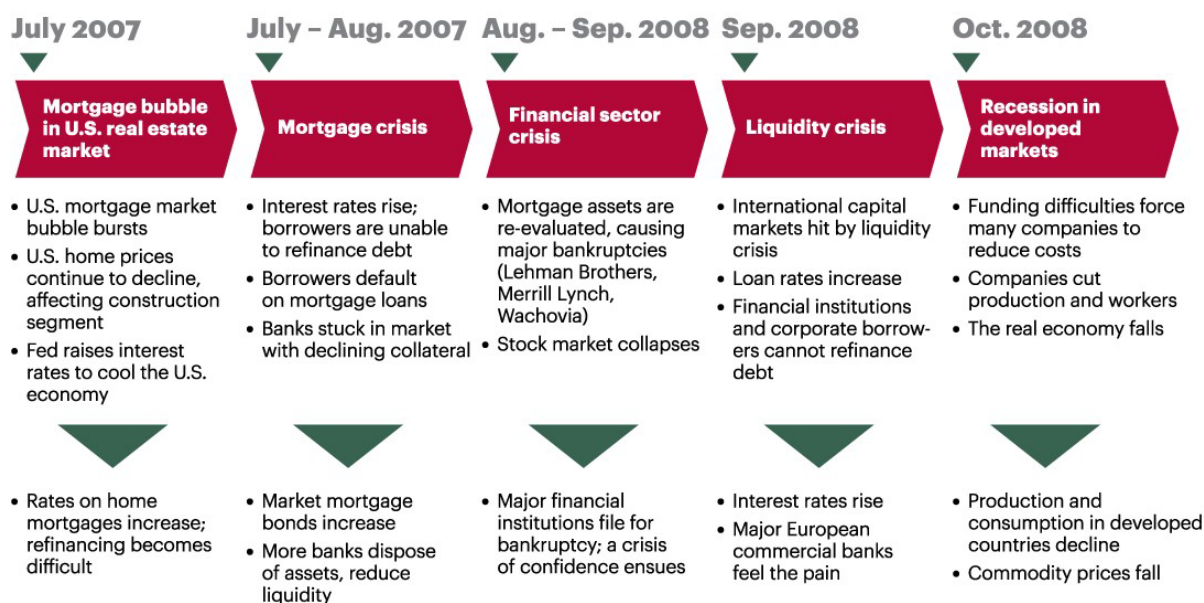 July 2007
July – Aug. 2007
Aug. – Sep. 2008
Sep. 2008
Oct. 2008
Mortgage bubble
in U.S. real estate
market
Mortgage crisis
Financial sector
crisis
Liquidity crisis
Recession in
developed
markets
• U.S. mortgage market
bubble bursts
• U.S. home prices
continue to decline,
affecting construction
segment
• Fed raises interest
rates to cool the U.S.
economy
• Interest rates rise;
borrowers are unable
to refinance debt
• Borrowers default
on mortgage loans
• Banks stuck in market
with declining collateral
• Mortgage assets are
re-evaluated, causing
major bankruptcies
(Lehman Brothers,
Merrill Lynch,
Wachovia)
• Stock market collapses
• International capital
markets hit by liquidity
crisis
• Loan rates increase
• Financial institutions
and corporate borrow-
ers cannot refinance
debt
• Funding difficulties force
many companies to
reduce costs
• Companies cut
production and workers
• The real economy falls
• Rates on home
mortgages increase;
refinancing becomes
difficult
• Market mortgage
bonds increase
• More banks dispose
of assets, reduce
liquidity
• Major financial
institutions file for
bankruptcy; a crisis
of confidence ensues
• Interest rates rise
• Major European
commercial banks
feel the pain
• Production and
consumption in developed
countries decline
• Commodity prices fall